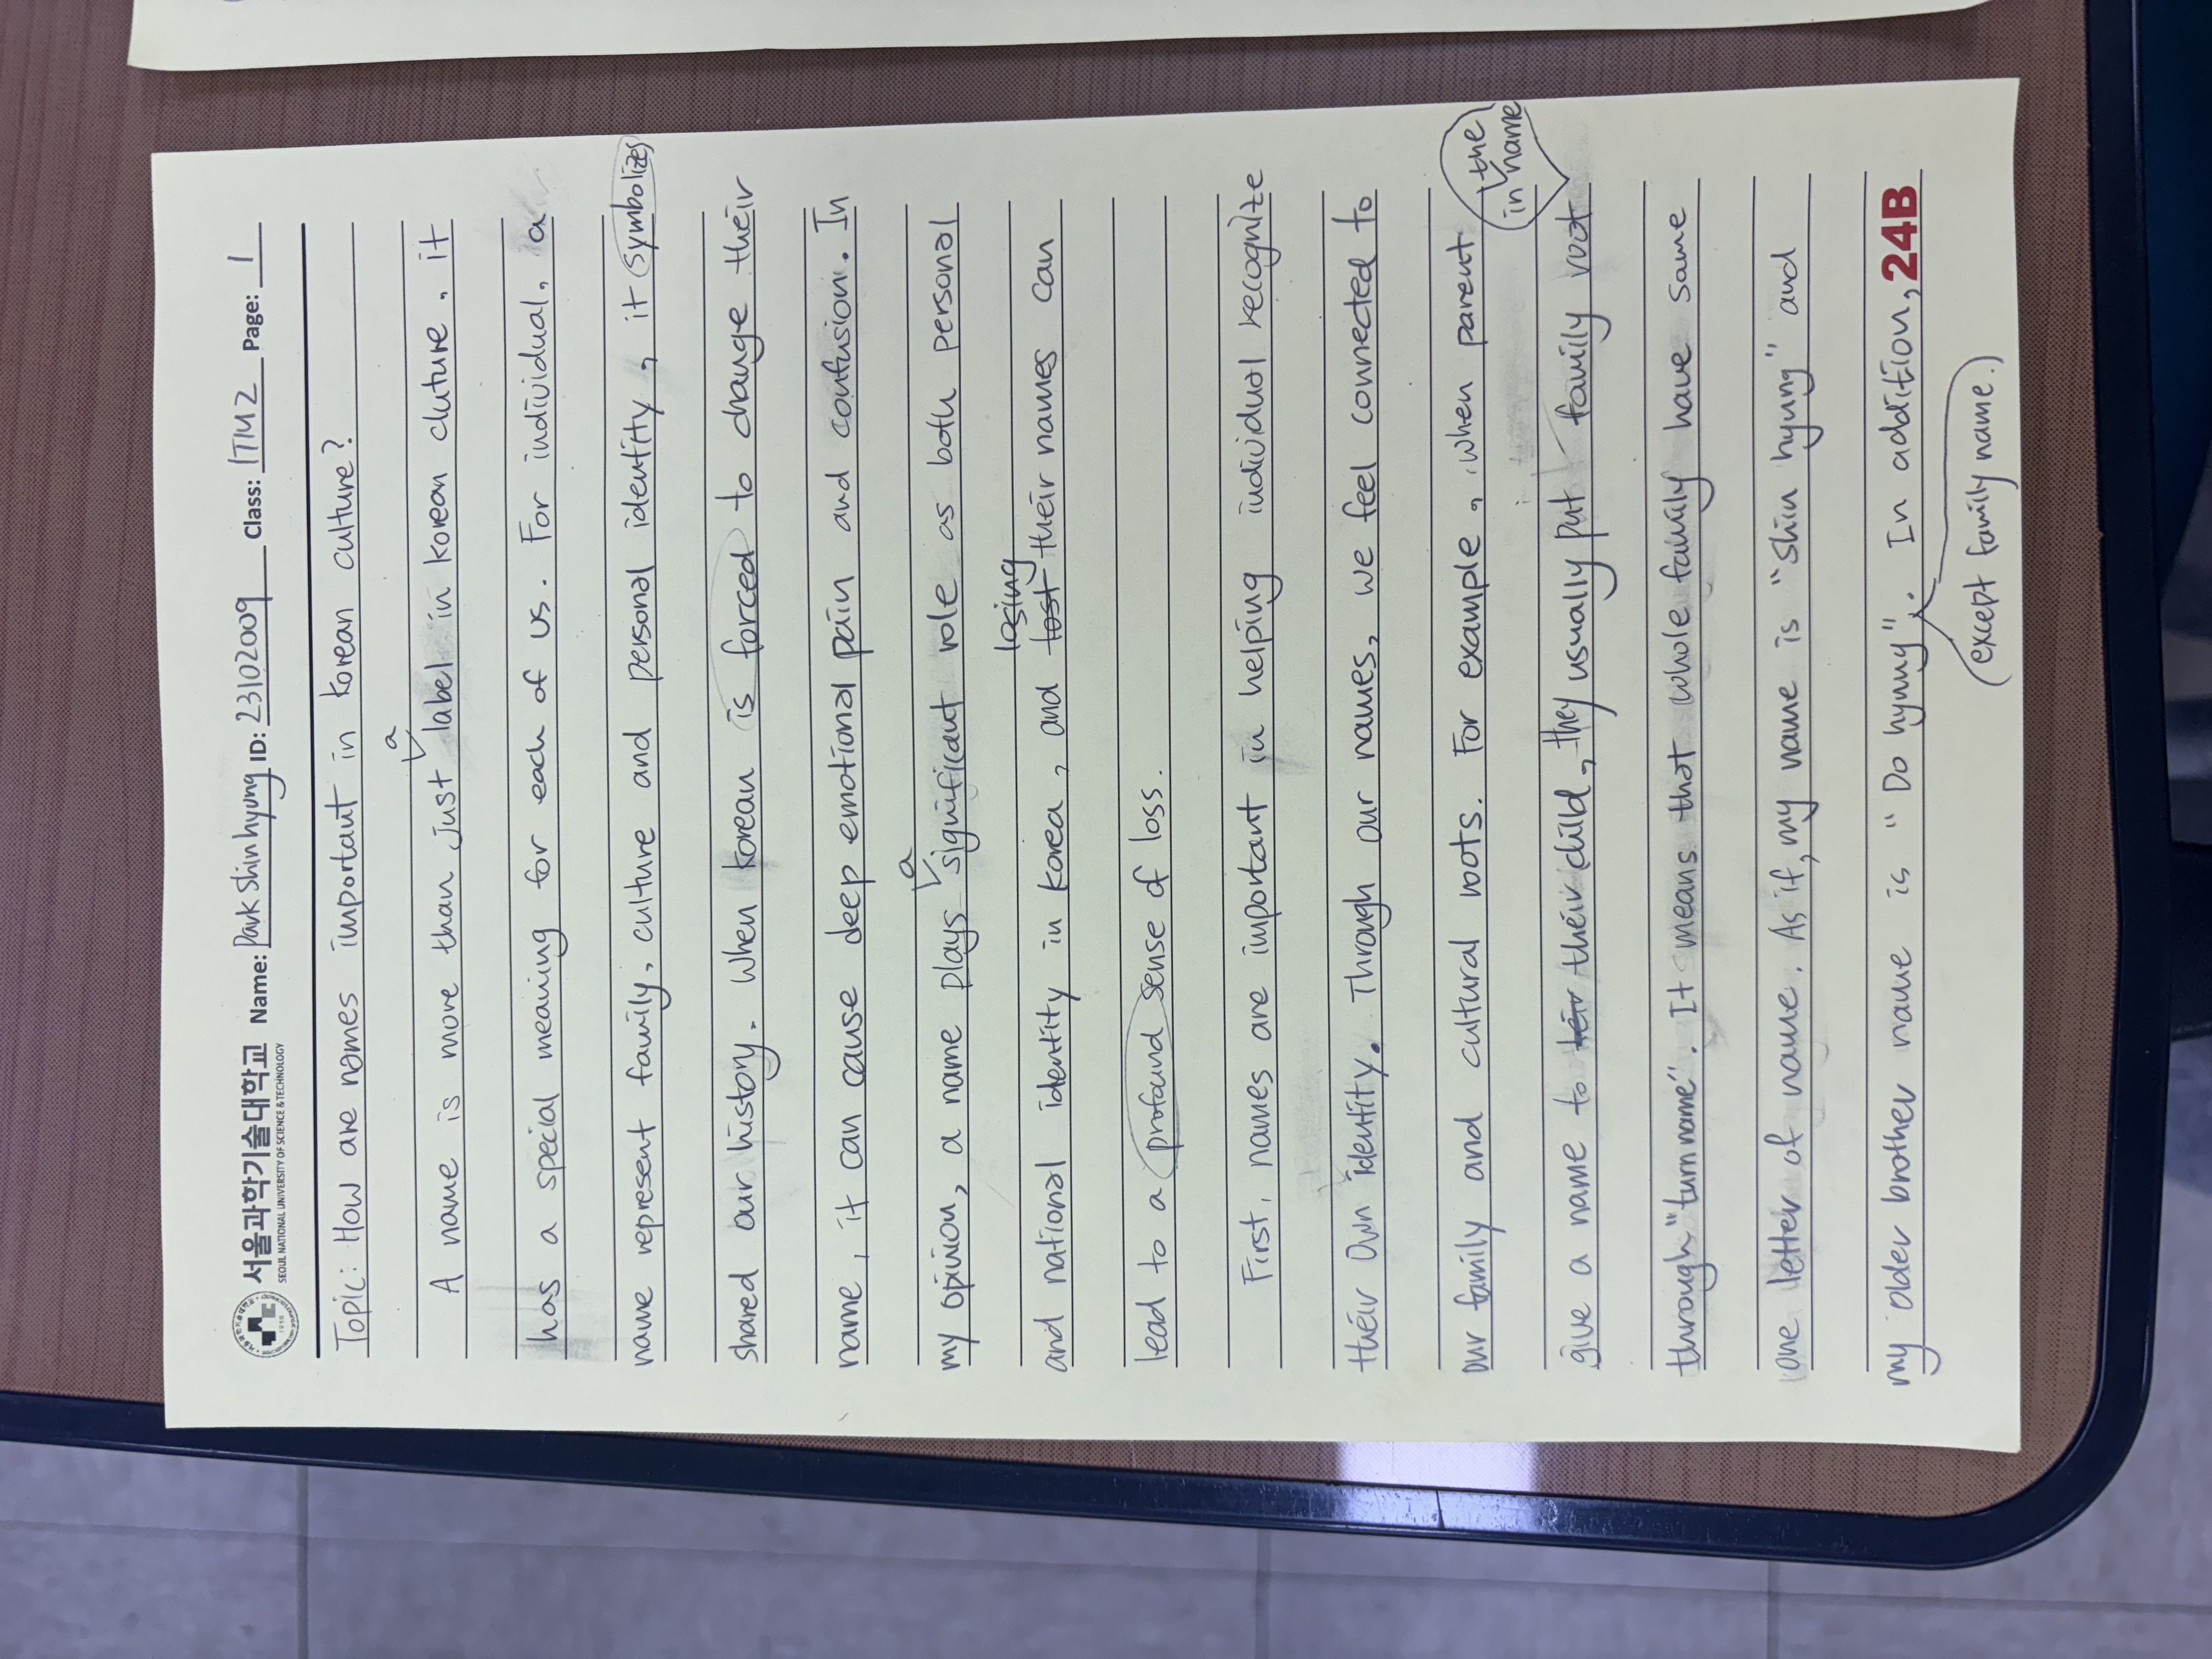 서울과학기술대학교 Name: Park Shin hyung ID: 23102009 Class: ITM 2 Page: 1
SEOUL NATIONAL UNIVERSITY OF SCIENCE & TECHNOLOGY
Topic: How are names important in korean culture?
a
A name is more than just label in korean cluture, it
has a special meaning for each of us. For individual, a
name represent family, culture and personal identity, it symbolizes
shared our history. When korean is forced to change their
name, it can cause deep emotional pain and confusion. In
a
my opinion, a name plays significant role as both personal
losing
and national identity in korea, and lost their names can
lead to a profound sense of loss.
First, names are important in helping individual recognize
their own identity. Through our names, we feel connected to
our family and cultural roots. For example, when parent
the
in name
give a name to teir their child, they usually put family root
through "turn name". It means that whole family have same
one letter of name. As if, my name is "Shin hyung" and
my older brother name is "Do hyung". In addition, 24B
(except family name.)